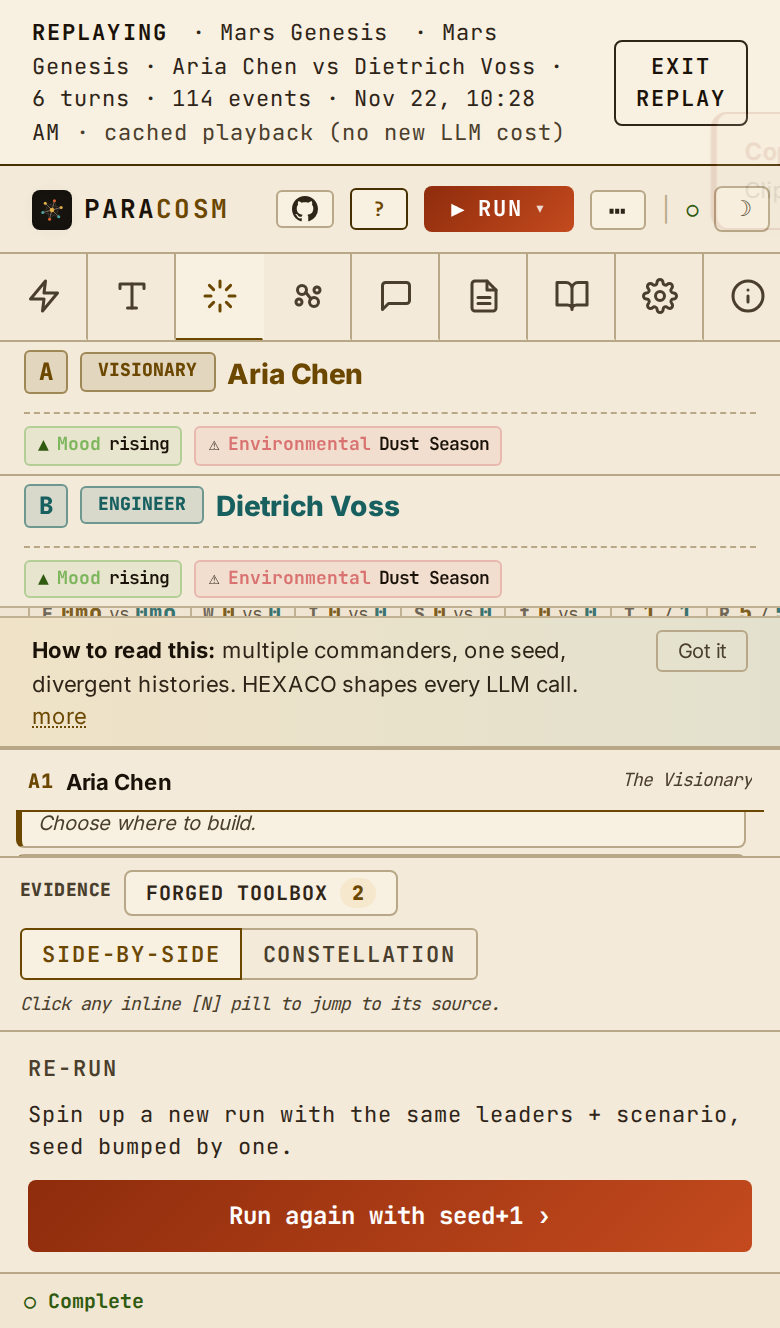 REPLAYING · Mars Genesis · Mars
Genesis · Aria Chen vs Dietrich Voss ·
6 turns · 114 events · Nov 22, 10:28
AM · cached playback (no new LLM cost)
EXIT
REPLAY
PARACOSM
?
▶ RUN ▾
…
A VISIONARY Aria Chen
▲ Mood rising ⚠ Environmental Dust Season
B ENGINEER Dietrich Voss
▲ Mood rising ⚠ Environmental Dust Season
How to read this: multiple commanders, one seed,
divergent histories. HEXACO shapes every LLM call.
more
Got it
A1 Aria Chen The Visionary
Choose where to build.
EVIDENCE FORGED TOOLBOX 2
SIDE-BY-SIDE CONSTELLATION
Click any inline [N] pill to jump to its source.
RE-RUN
Spin up a new run with the same leaders + scenario,
seed bumped by one.
Run again with seed+1 ›
○ Complete